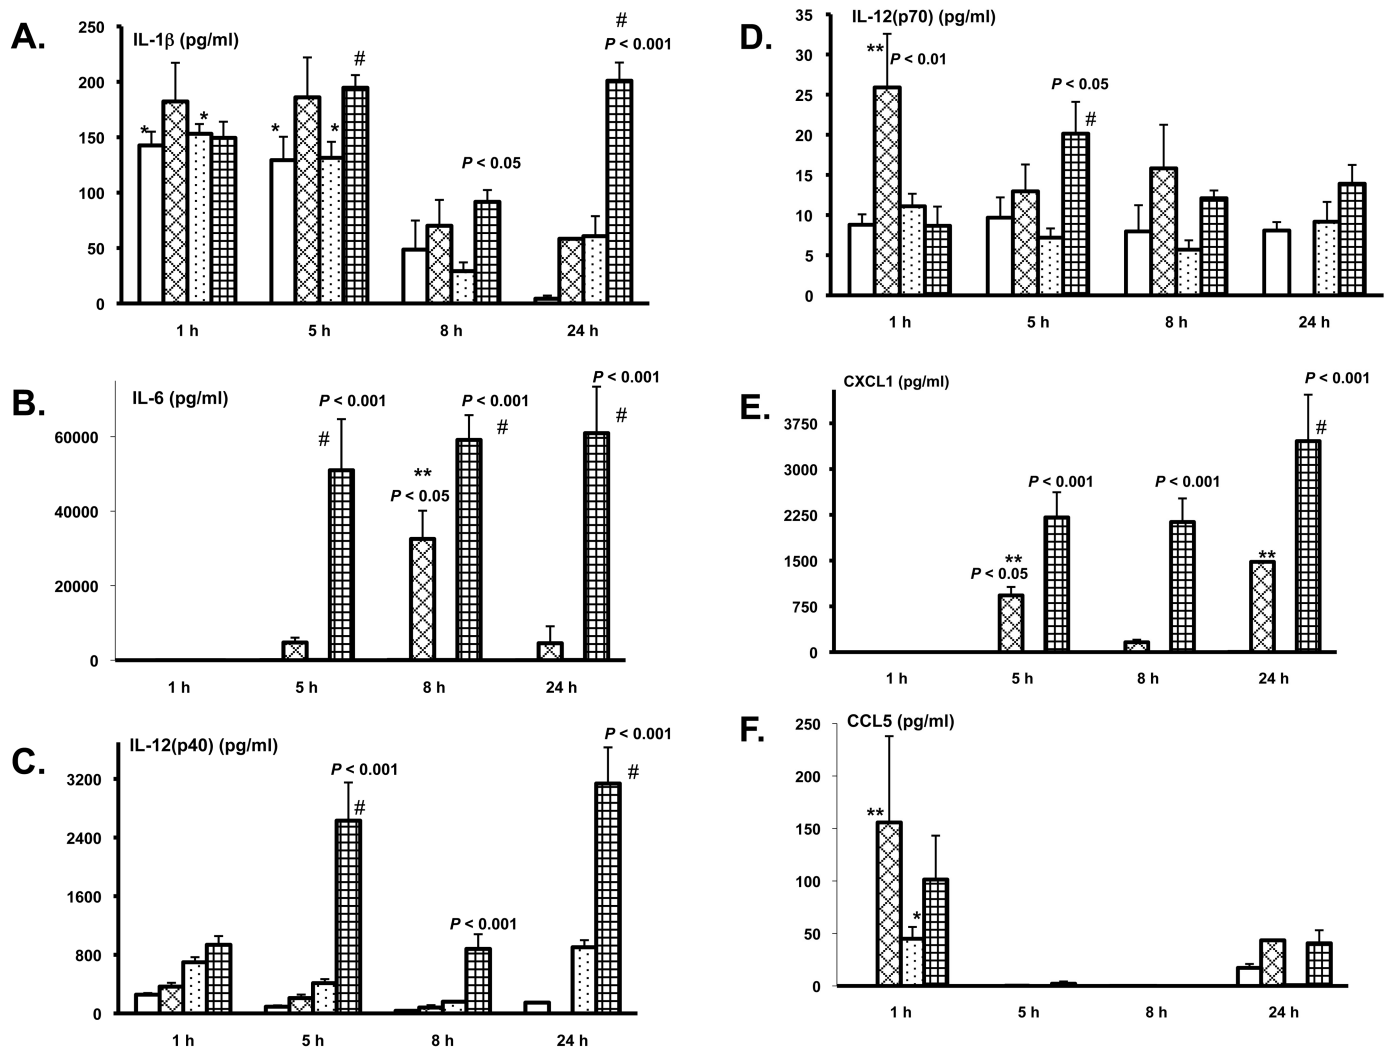 A.
IL-1β (pg/ml)
250
200
150
100
50
0
*
*
*
*
#
P < 0.05
#
P < 0.001
1 h 5 h 8 h 24 h
B.
IL-6 (pg/ml)
60000
40000
20000
0
P < 0.001
#
**
P < 0.05
P < 0.001
#
P < 0.001
#
1 h 5 h 8 h 24 h
C.
IL-12(p40) (pg/ml)
3200
2400
1600
800
0
P < 0.001
#
P < 0.001
P < 0.001
#
1 h 5 h 8 h 24 h
D.
IL-12(p70) (pg/ml)
35
30
25
20
15
10
5
0
** P < 0.01
P < 0.05
#
1 h 5 h 8 h 24 h
E.
CXCL1 (pg/ml)
3750
3000
2250
1500
750
0
**
P < 0.05
P < 0.001
P < 0.001
**
P < 0.001
#
1 h 5 h 8 h 24 h
F.
CCL5 (pg/ml)
250
200
150
100
50
0
**
*
1 h 5 h 8 h 24 h